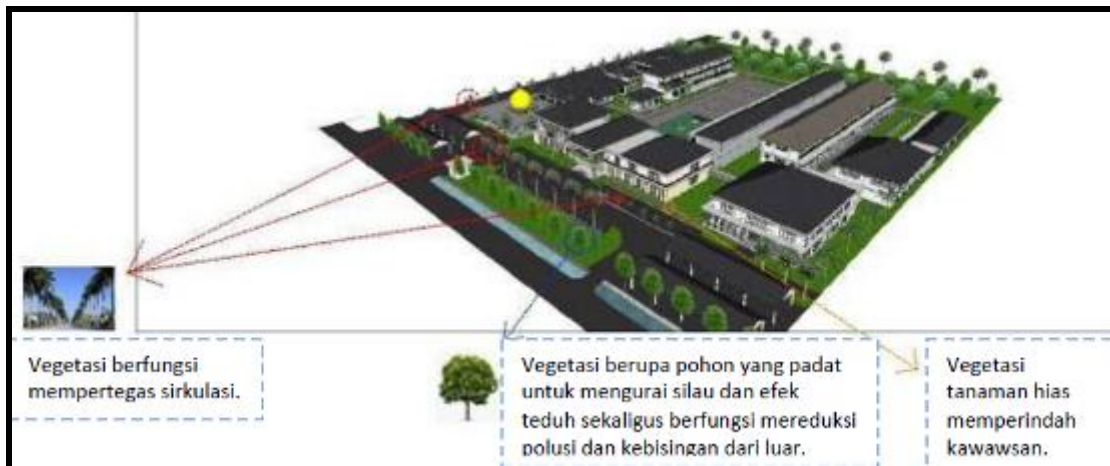 Vegetasi berfungsi
mempertegas sirkulasi.
Vegetasi berupa pohon yang padat
untuk mengurai silau dan efek
teduh sekaligus berfungsi mereduksi
polusi dan kebisingan dari luar.
Vegetasi
tanaman hias
memperindah
kawawsan.